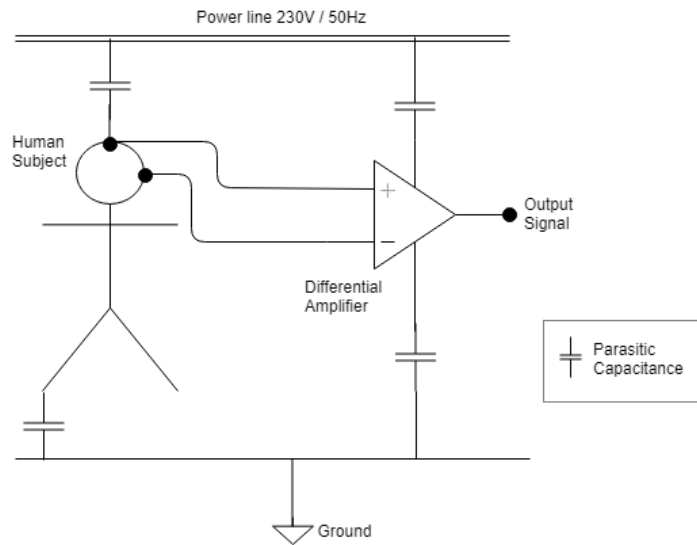 Power line 230V / 50Hz
Human
Subject
+
−
Output
Signal
Differential
Amplifier
Parasitic
Capacitance
Ground